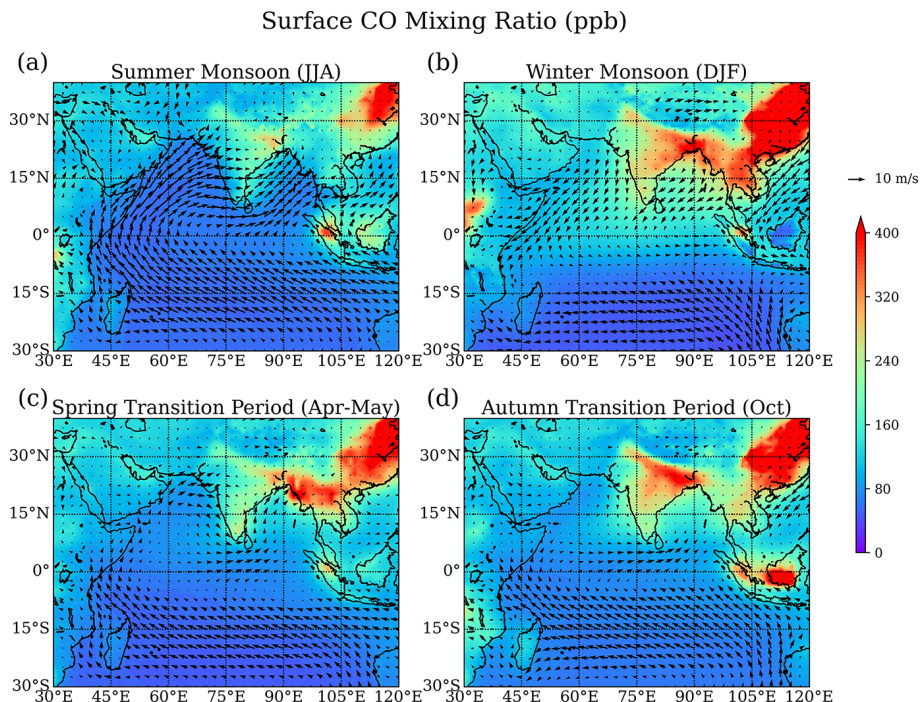 Surface CO Mixing Ratio (ppb)
(a)
Summer Monsoon (JJA)
30°N
15°N
0°
15°S
30°S
30°E
45°E
60°E
75°E
90°E
105°E
120°E
(b)
Winter Monsoon (DJF)
30°N
15°N
0°
15°S
30°S
30°E
45°E
60°E
75°E
90°E
105°E
120°E
10 m/s
400
320
240
160
80
0
(c)
Spring Transition Period (Apr-May)
30°N
15°N
0°
15°S
30°S
30°E
45°E
60°E
75°E
90°E
105°E
120°E
(d)
Autumn Transition Period (Oct)
30°N
15°N
0°
15°S
30°S
30°E
45°E
60°E
75°E
90°E
105°E
120°E